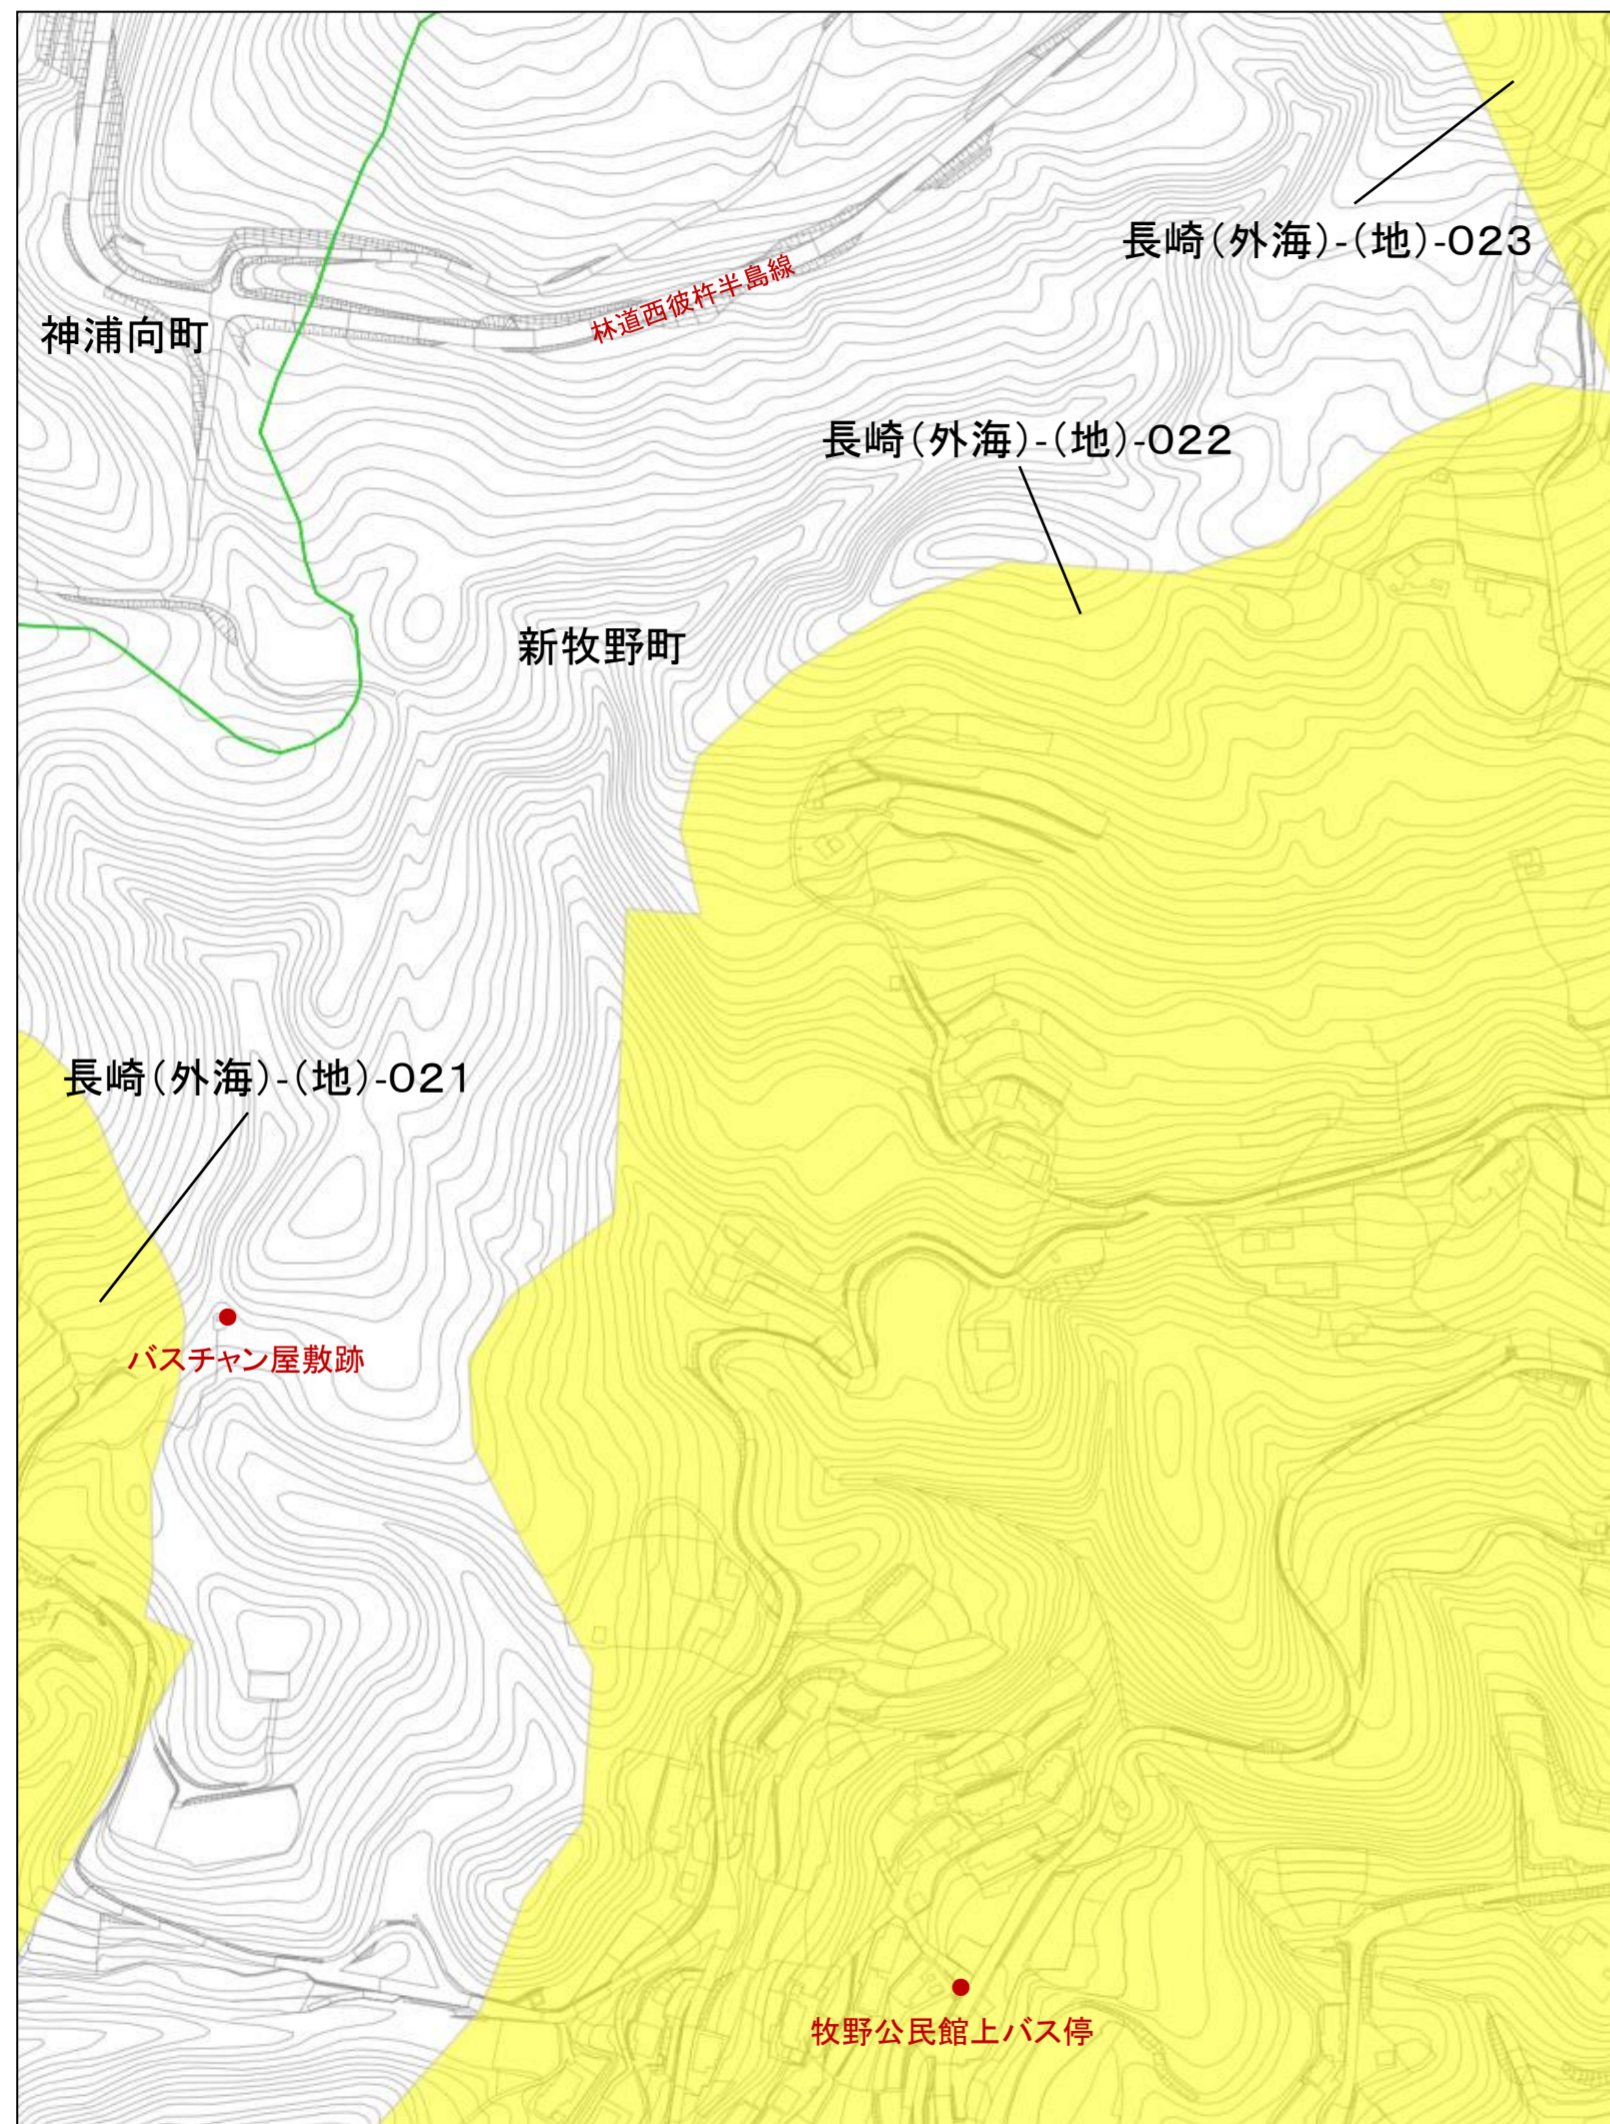 長崎(外海)-(地)-023
林道西彼杵半島線
神浦向町
長崎(外海)-(地)-022
新牧野町
長崎(外海)-(地)-021
バスチャン屋敷跡
牧野公民館上バス停